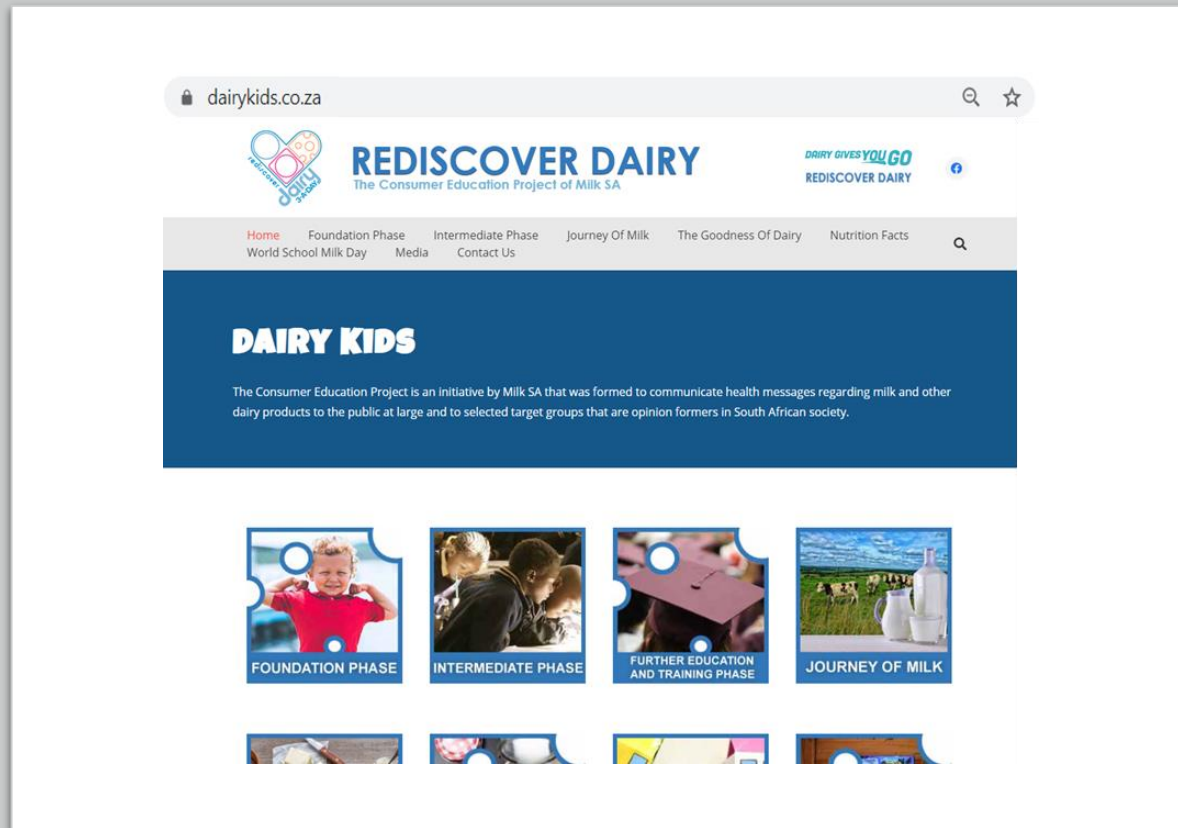 dairykids.co.za
rediscover
dairy
3-A-DAY
REDISCOVER DAIRY
The Consumer Education Project of Milk SA
DAIRY GIVES YOU GO
REDISCOVER DAIRY
Home Foundation Phase Intermediate Phase Journey Of Milk The Goodness Of Dairy Nutrition Facts
World School Milk Day Media Contact Us
DAIRY KIDS
The Consumer Education Project is an initiative by Milk SA that was formed to communicate health messages regarding milk and other
dairy products to the public at large and to selected target groups that are opinion formers in South African society.
FOUNDATION PHASE
INTERMEDIATE PHASE
FURTHER EDUCATION
AND TRAINING PHASE
JOURNEY OF MILK